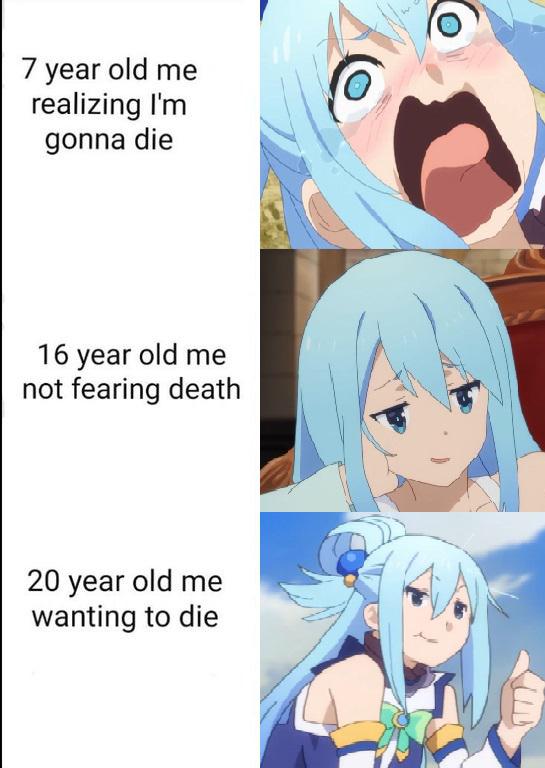 7 year old me
realizing I'm
gonna die
16 year old me
not fearing death
20 year old me
wanting to die